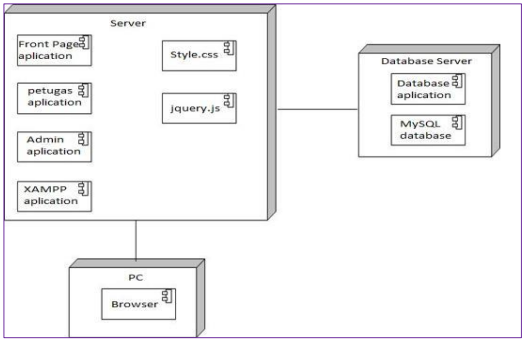 Server
Front Page
aplication
petugas
aplication
Admin
aplication
XAMPP
aplication
Style.css
jquery.js
Database Server
Database
aplication
MySQL
database
PC
Browser